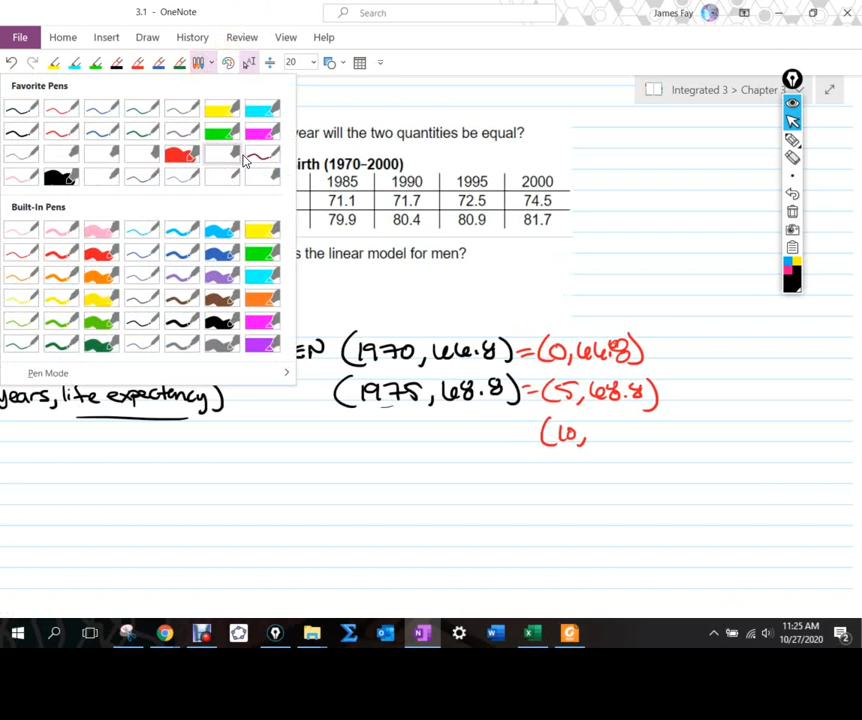 3.1 - OneNote
Search
James Fay
File Home Insert Draw History Review View Help
20
Favorite Pens
Built-In Pens
Pen Mode
Integrated 3 > Chapter 3
ear will the two quantities be equal?
irth (1970–2000)
1985 1990 1995 2000
71.1 71.7 72.5 74.5
79.9 80.4 80.9 81.7
s the linear model for men?
EN (1970, 66.8) = (0, 66.8)
years, life expectency) (1975, 68.8) = (5, 68.8)
(10,
11:25 AM
10/27/2020
2